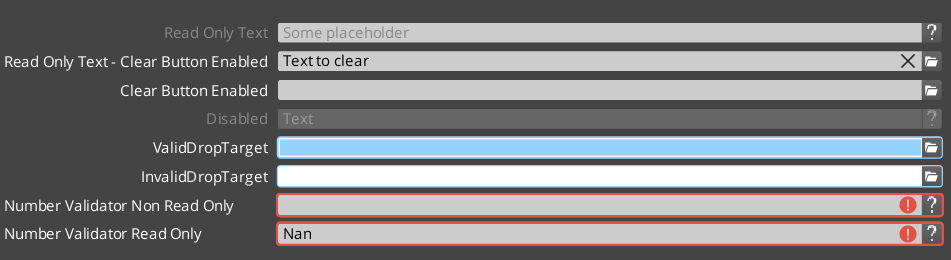 Read Only Text Some placeholder ?
Read Only Text - Clear Button Enabled Text to clear
Clear Button Enabled
Disabled Text ?
ValidDropTarget
InvalidDropTarget
Number Validator Non Read Only ! ?
Number Validator Read Only Nan ! ?